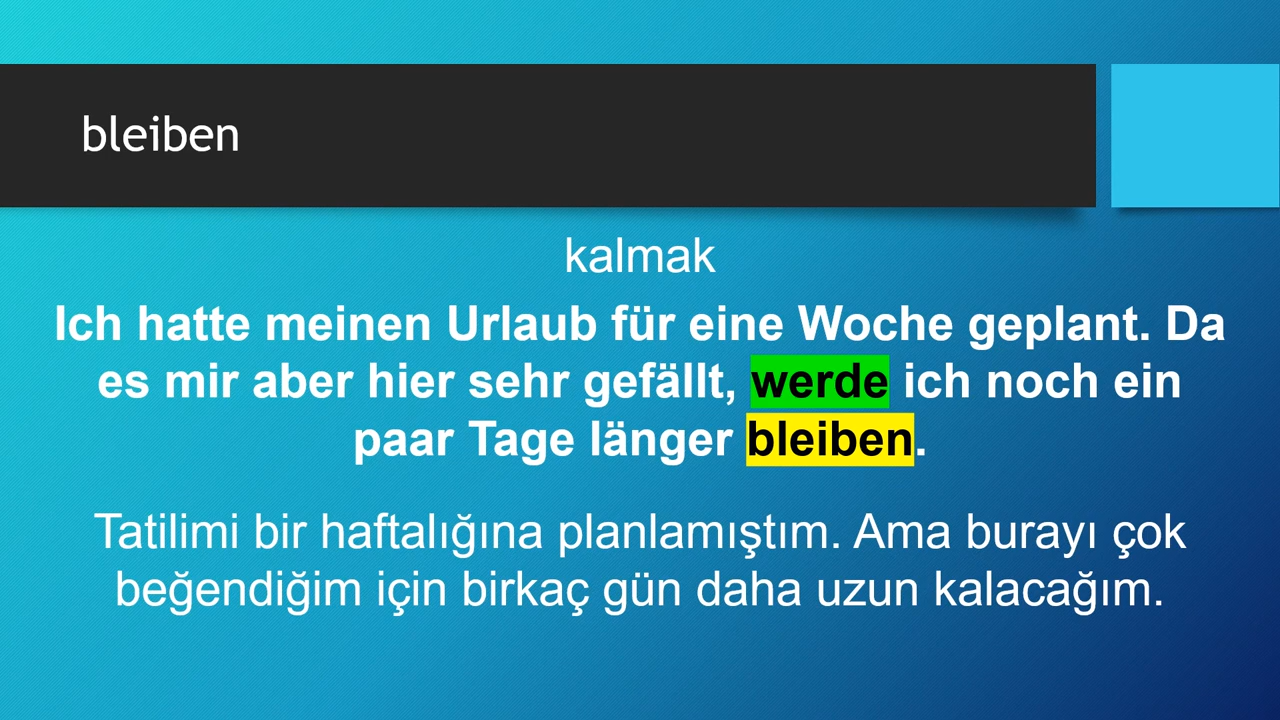 bleiben
kalmak
Ich hatte meinen Urlaub für eine Woche geplant. Da
es mir aber hier sehr gefällt, werde ich noch ein
paar Tage länger bleiben.
Tatilimi bir haftalığına planlamıştım. Ama burayı çok
beğendiğim için birkaç gün daha uzun kalacağım.